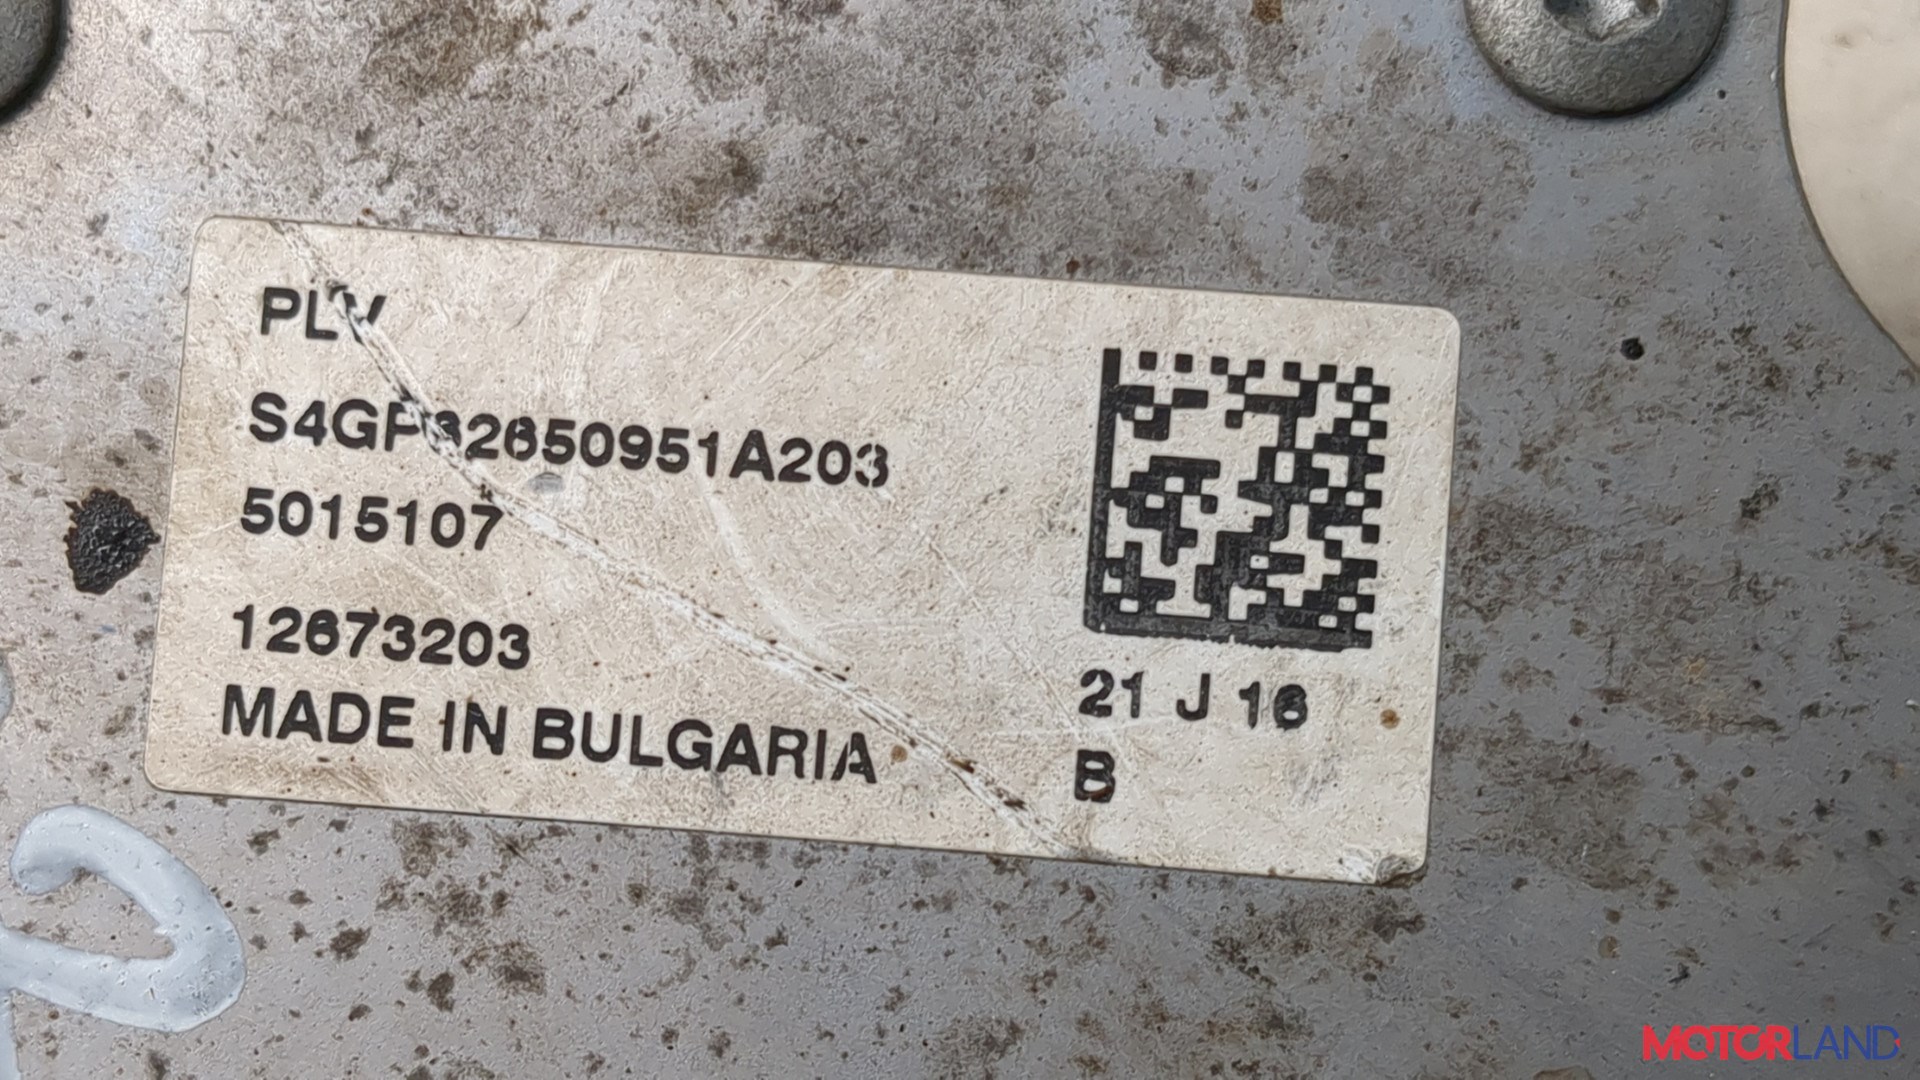 PLV
S4GP32650951A203
5015107
12673203
MADE IN BULGARIA
21 J 16
B
MOTORLAND